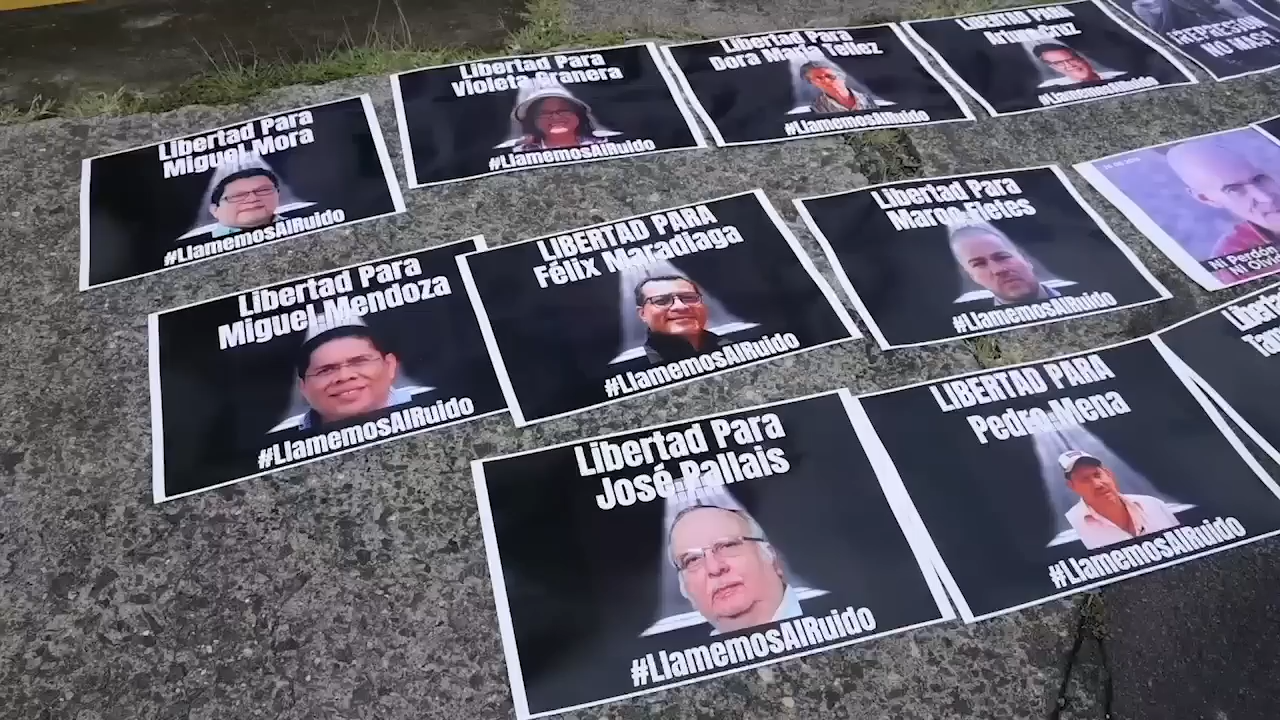 Libertad Para
Miguel Mora
#LlamemosAlRuido
Libertad Para
Violeta Granera
#LlamemosAlRuido
Libertad Para
Dora María Tellez
#LlamemosAlRuido
LIBERTAD PARA
Arturo Cruz
#LlamemosAlRuido
REPRESIÓN
NO MAS
Libertad Para
Miguel Mendoza
#LlamemosAlRuido
LIBERTAD PARA
Félix Maradiaga
#LlamemosAlRuido
Libertad Para
Marco Fletes
#LlamemosAlRuido
Ni Perdón
Ni
Libertad Para
José Pallais
#LlamemosAlRuido
LIBERTAD PARA
Pedro Mena
#LlamemosAlRuido